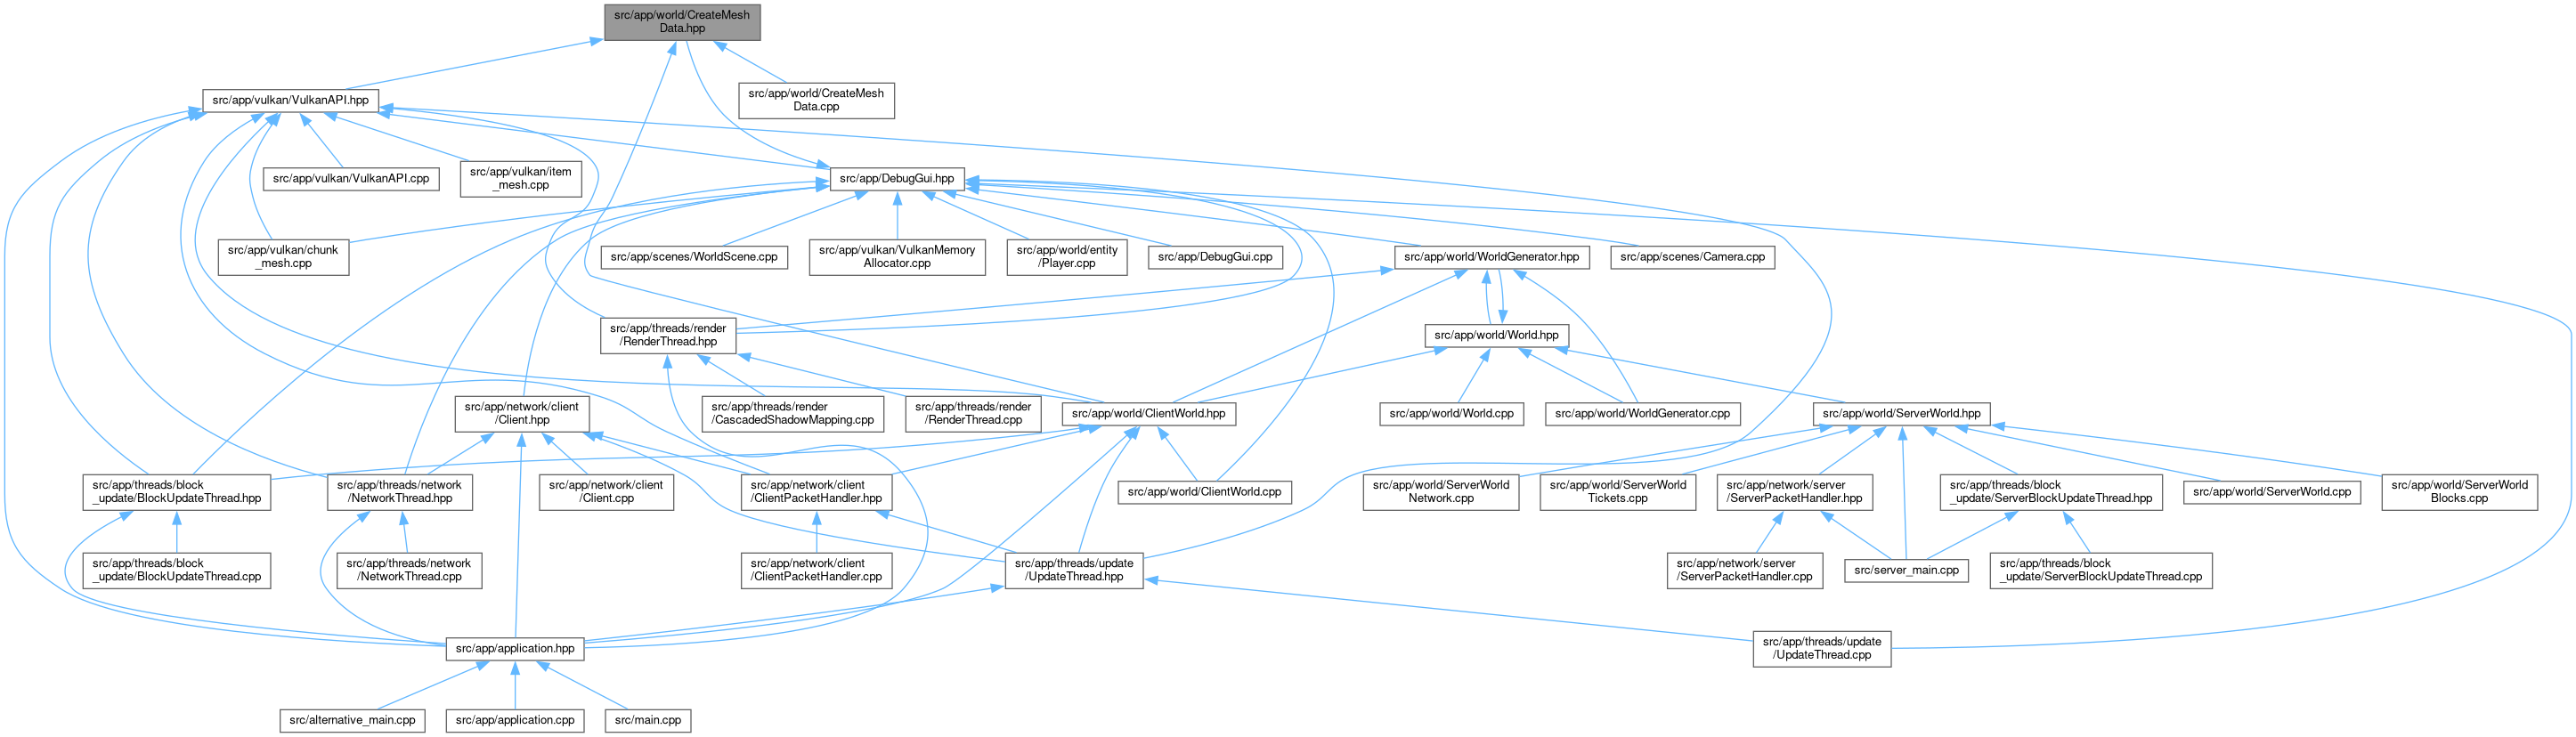 src/app/world/CreateMesh
Data.hpp
src/app/vulkan/VulkanAPI.hpp
src/app/world/CreateMesh
Data.cpp
src/app/vulkan/VulkanAPI.cpp
src/app/vulkan/item
_mesh.cpp
src/app/DebugGui.hpp
src/app/vulkan/chunk
_mesh.cpp
src/app/scenes/WorldScene.cpp
src/app/vulkan/VulkanMemory
Allocator.cpp
src/app/world/entity
/Player.cpp
src/app/DebugGui.cpp
src/app/world/WorldGenerator.hpp
src/app/scenes/Camera.cpp
src/app/threads/render
/RenderThread.hpp
src/app/world/World.hpp
src/app/network/client
/Client.hpp
src/app/threads/render
/CascadedShadowMapping.cpp
src/app/threads/render
/RenderThread.cpp
src/app/world/ClientWorld.hpp
src/app/world/World.cpp
src/app/world/WorldGenerator.cpp
src/app/world/ServerWorld.hpp
src/app/threads/block
_update/BlockUpdateThread.hpp
src/app/threads/network
/NetworkThread.hpp
src/app/network/client
/Client.cpp
src/app/network/client
/ClientPacketHandler.hpp
src/app/world/ClientWorld.cpp
src/app/world/ServerWorld
Network.cpp
src/app/world/ServerWorld
Tickets.cpp
src/app/network/server
/ServerPacketHandler.hpp
src/app/threads/block
_update/ServerBlockUpdateThread.hpp
src/app/world/ServerWorld.cpp
src/app/world/ServerWorld
Blocks.cpp
src/app/threads/block
_update/BlockUpdateThread.cpp
src/app/threads/network
/NetworkThread.cpp
src/app/network/client
/ClientPacketHandler.cpp
src/app/threads/update
/UpdateThread.hpp
src/app/network/server
/ServerPacketHandler.cpp
src/server_main.cpp
src/app/threads/block
_update/ServerBlockUpdateThread.cpp
src/app/application.hpp
src/app/threads/update
/UpdateThread.cpp
src/alternative_main.cpp
src/app/application.cpp
src/main.cpp